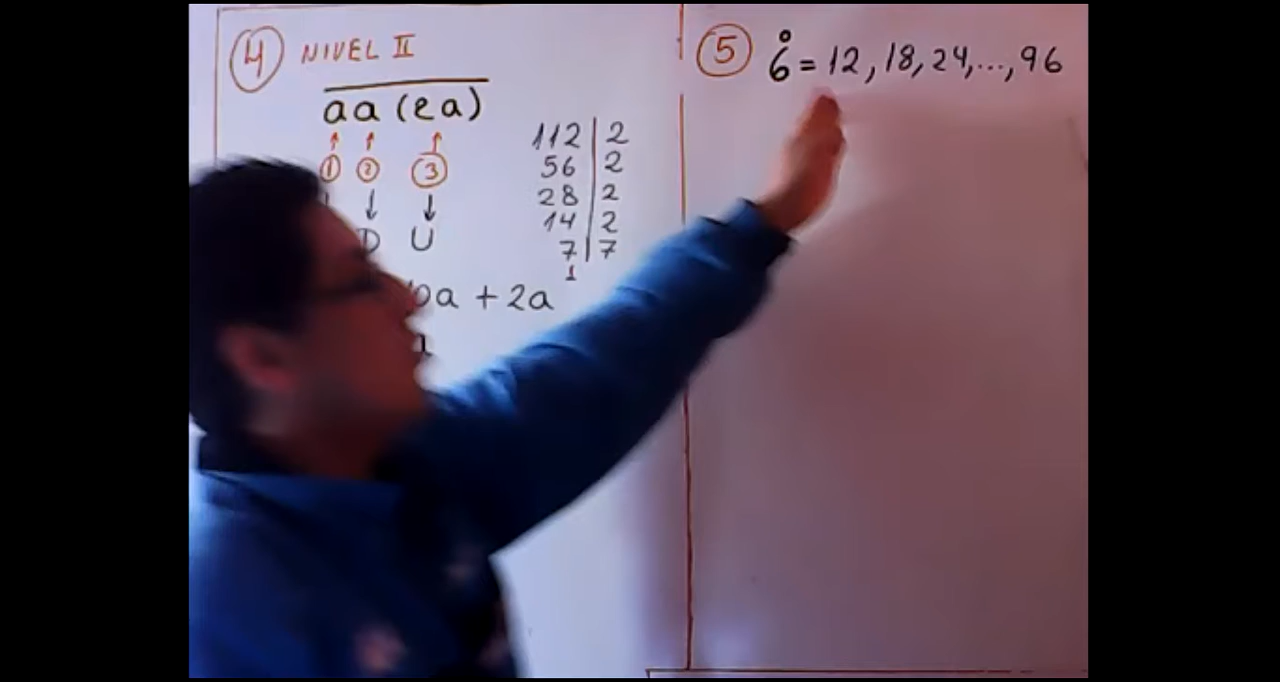 4 NIVEL II
aa(2a)
1 2 3
D U
112 | 2
56 | 2
28 | 2
14 | 2
7 | 7
1
0a + 2a
5 6̊ = 12, 18, 24, ..., 96